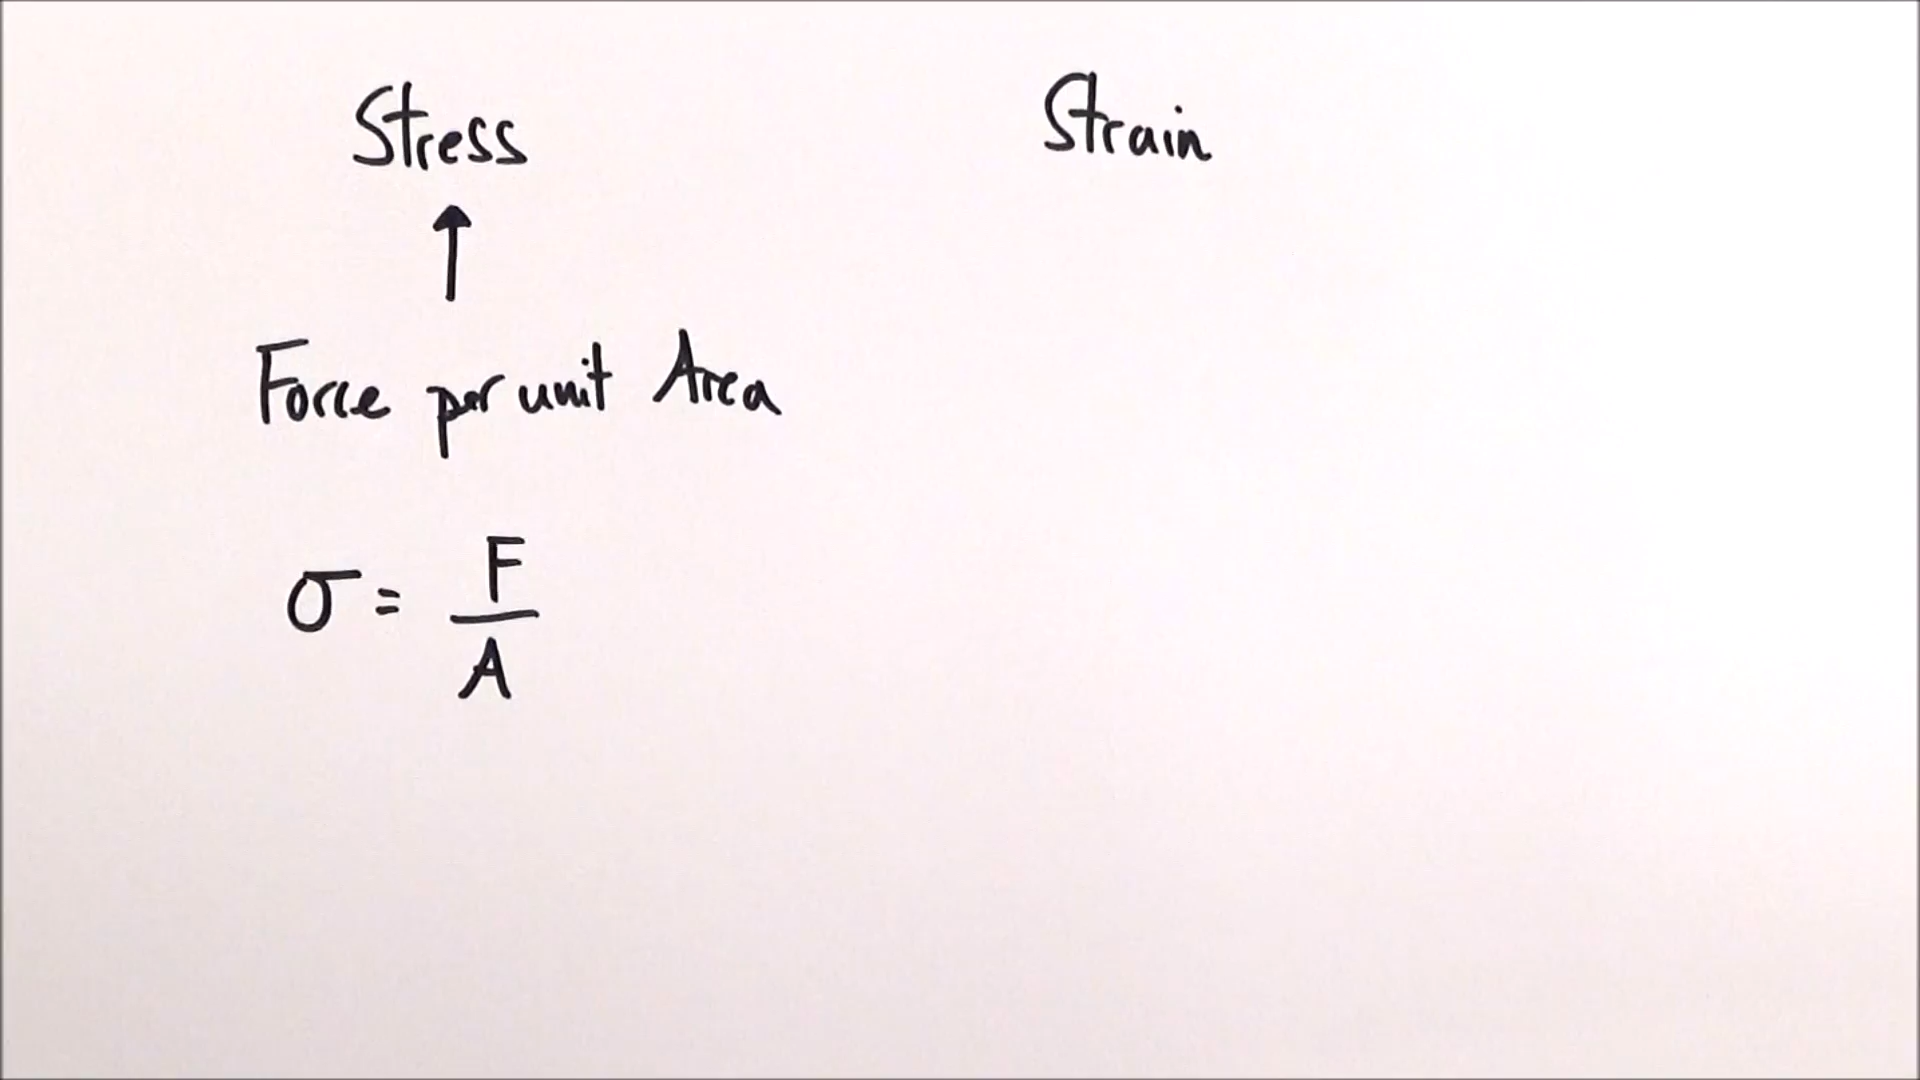 Stress
Strain
Force per unit Area
σ = F/A